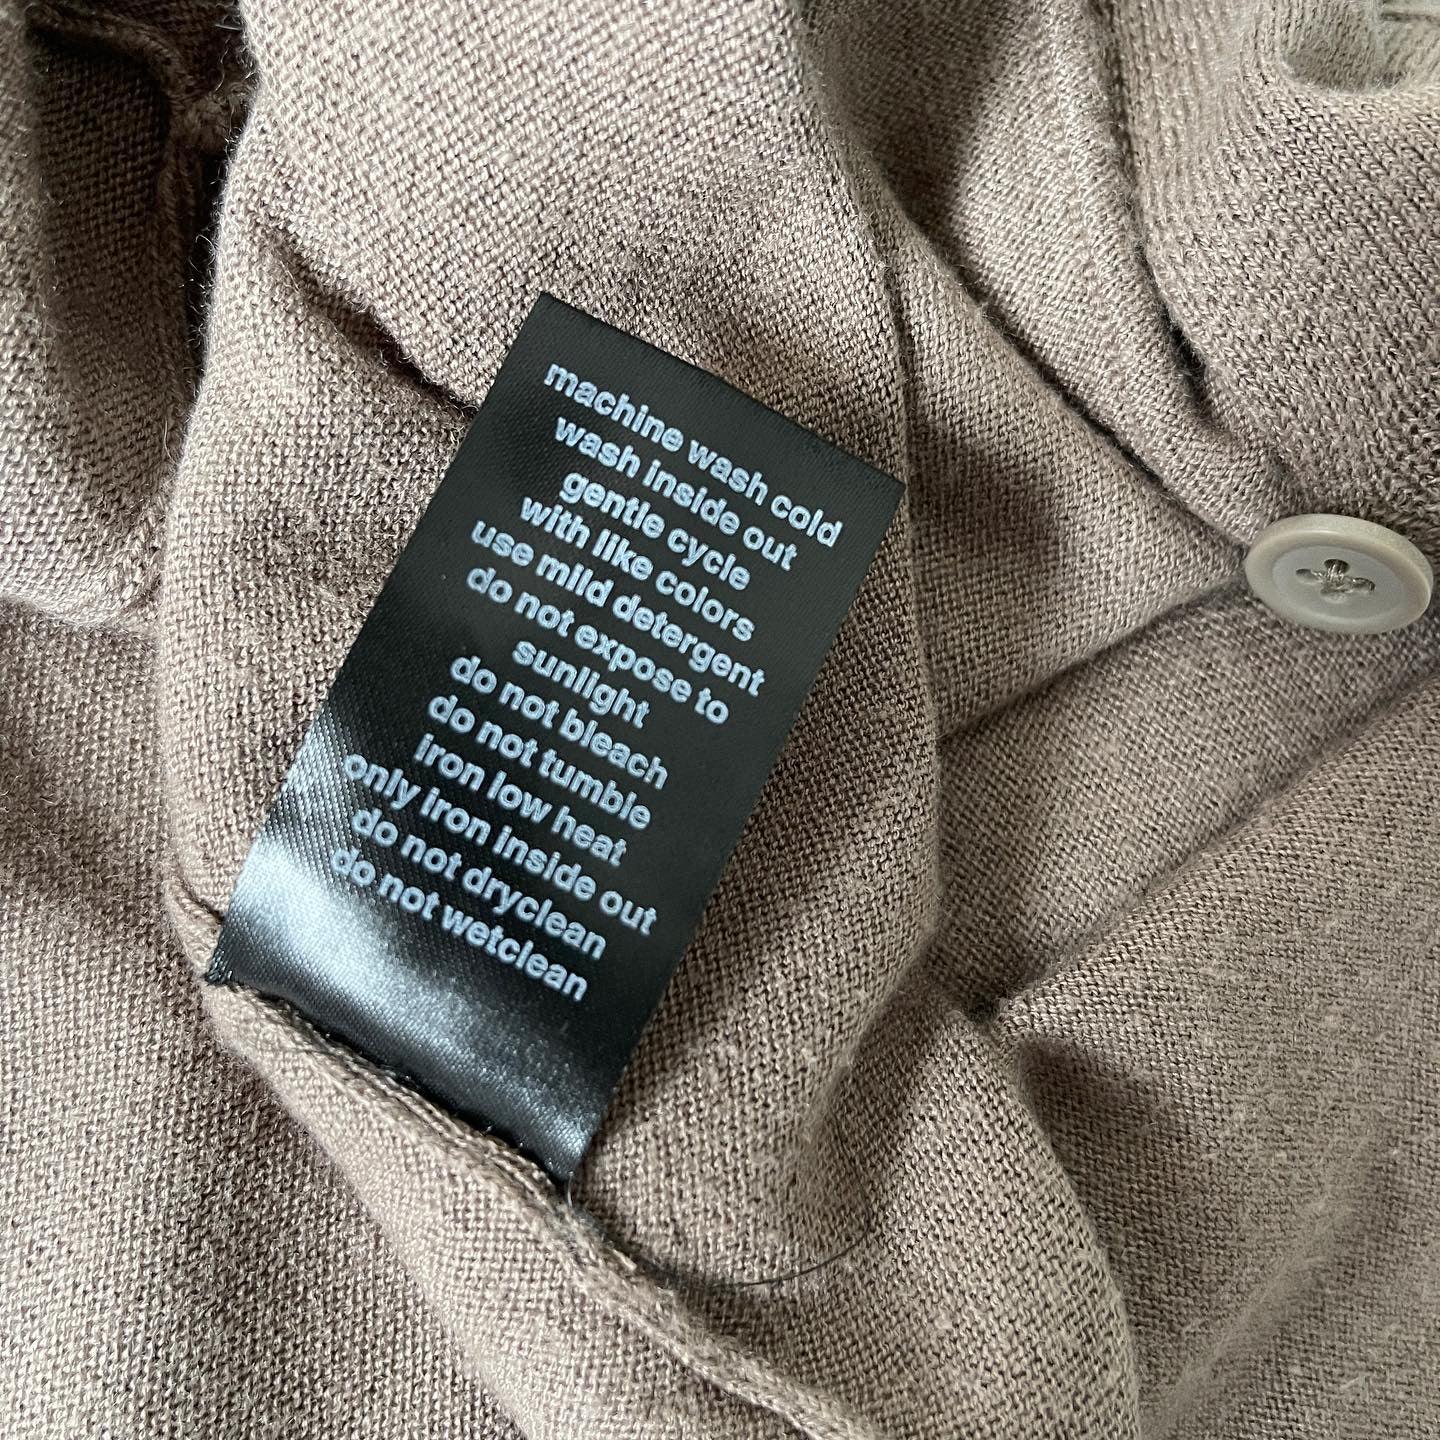 machine wash cold
wash inside out
gentle cycle
with like colors
use mild detergent
do not expose to
sunlight
do not bleach
do not tumble
iron low heat
only iron inside out
do not dryclean
do not wetclean